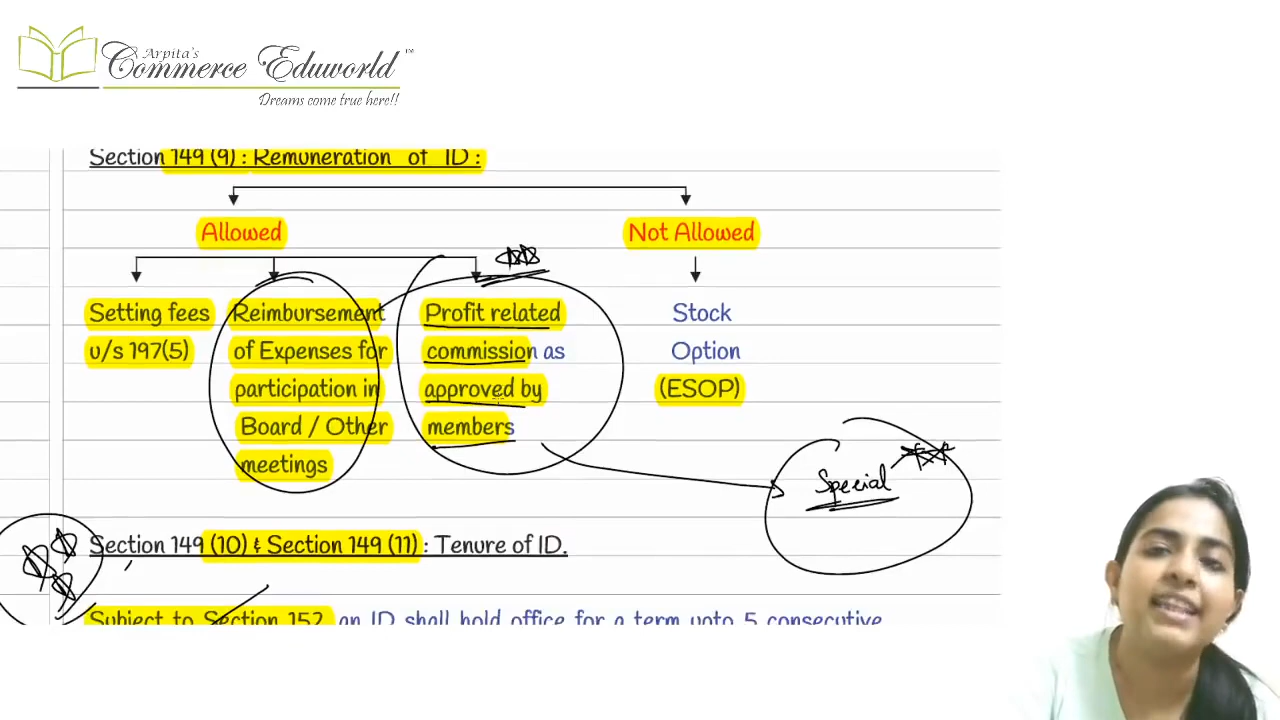 Arpita's
Commerce Eduworld™
Dreams come true here!!
Section 149 (9) : Remuneration of ID :
Allowed
Not Allowed
Setting fees
u/s 197(5)
Reimbursement
of Expenses for
participation in
Board / Other
meetings
Profit related
commission as
approved by
members
Stock
Option
(ESOP)
Special
Section 149 (10) & Section 149 (11) : Tenure of ID.
Subject to Section 152 an ID shall hold office for a term upto 5 consecutive